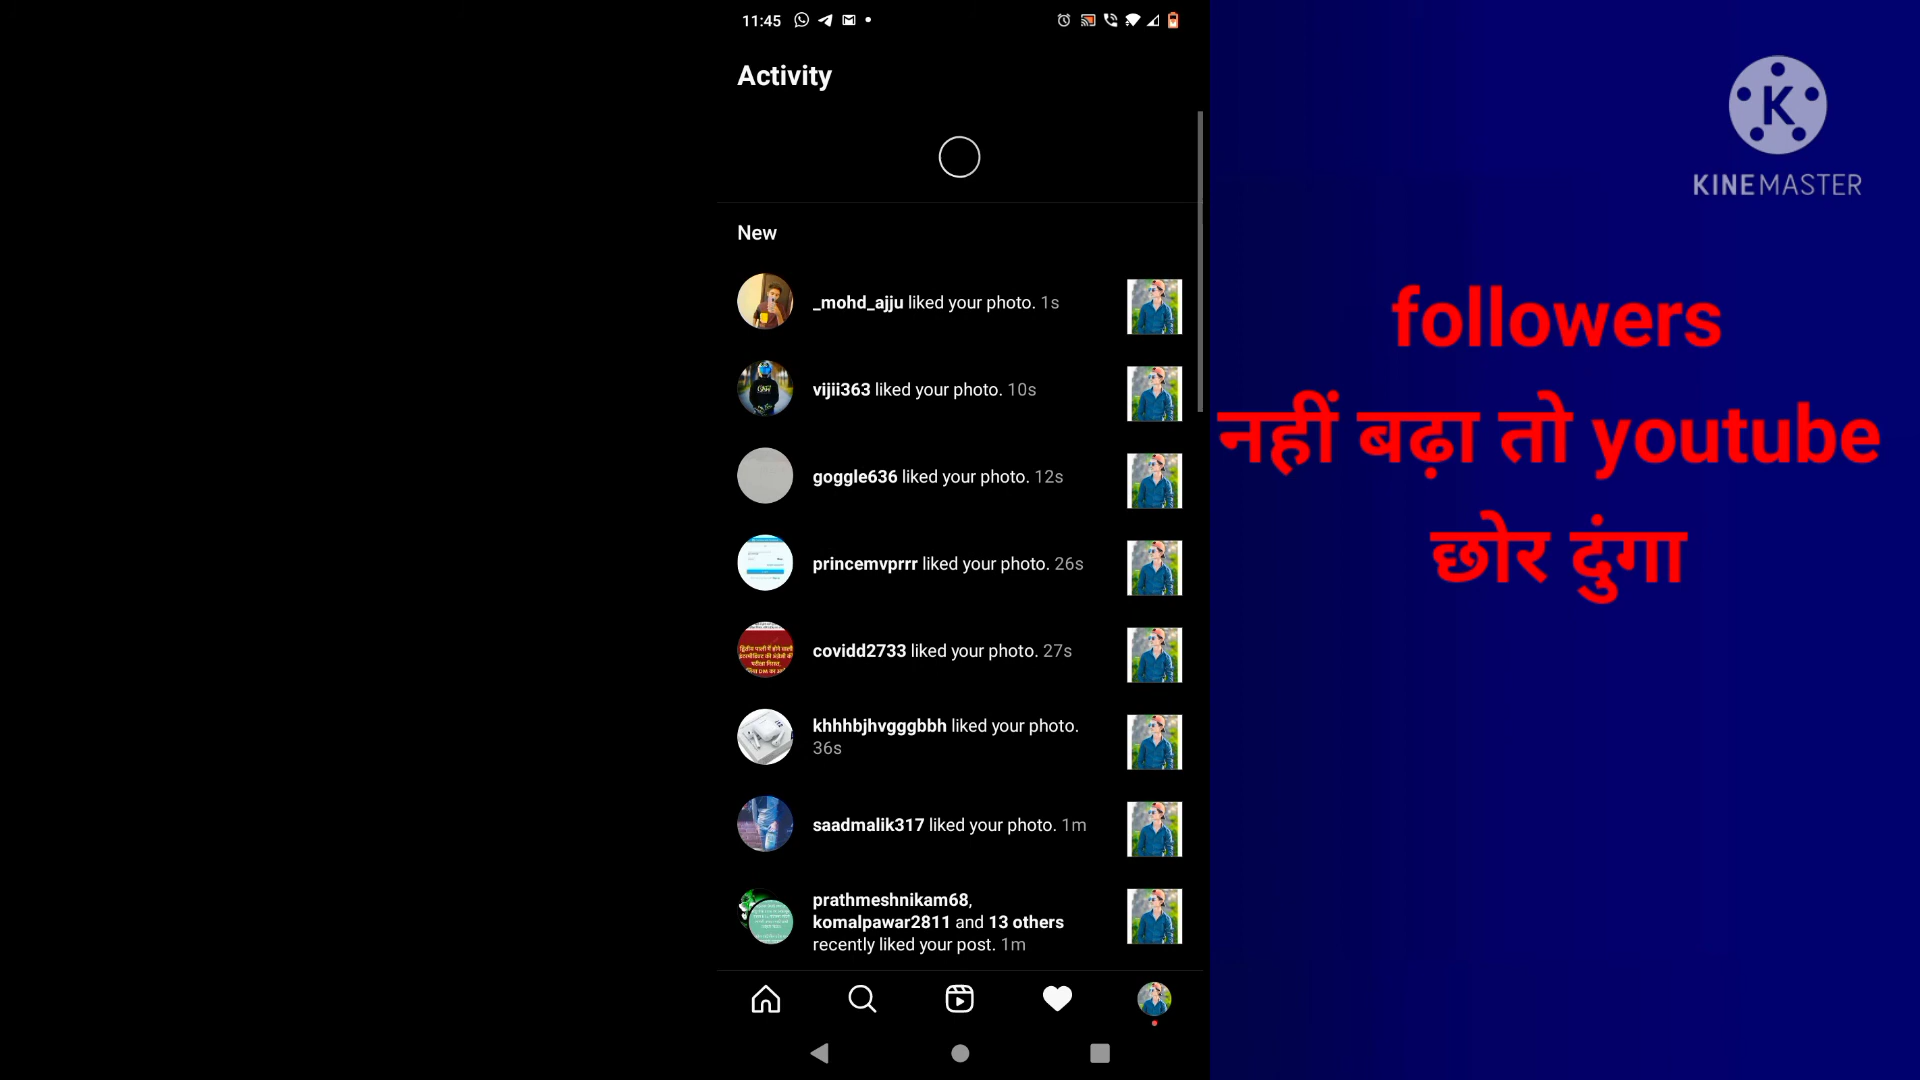 11:45
Activity
New
_mohd_ajju liked your photo. 1s
vijii363 liked your photo. 10s
goggle636 liked your photo. 12s
princemvprrr liked your photo. 26s
covidd2733 liked your photo. 27s
khhhbjhvgggbbh liked your photo.
36s
saadmalik317 liked your photo. 1m
prathmeshnikam68,
komalpawar2811 and 13 others
recently liked your post. 1m
K
KINEMASTER
followers
नहीं बढ़ा तो youtube
छोर दुंगा